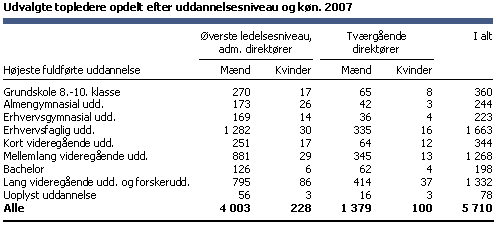 Udvalgte topledere opdelt efter uddannelsesniveau og køn. 2007
Øverste ledelsesniveau, adm. direktører Tværgående direktører I alt
Højeste fuldførte uddannelse Mænd Kvinder Mænd Kvinder
Grundskole 8.-10. klasse 270 17 65 8 360
Almengymnasial udd. 173 26 42 3 244
Erhvervsgymnasial udd. 169 14 36 4 223
Erhvervsfaglig udd. 1 282 30 335 16 1 663
Kort videregående udd. 251 17 64 12 344
Mellemlang videregående udd. 881 29 345 13 1 268
Bachelor 126 6 62 4 198
Lang videregående udd. og forskerudd. 795 86 414 37 1 332
Uoplyst uddannelse 56 3 16 3 78
Alle 4 003 228 1 379 100 5 710